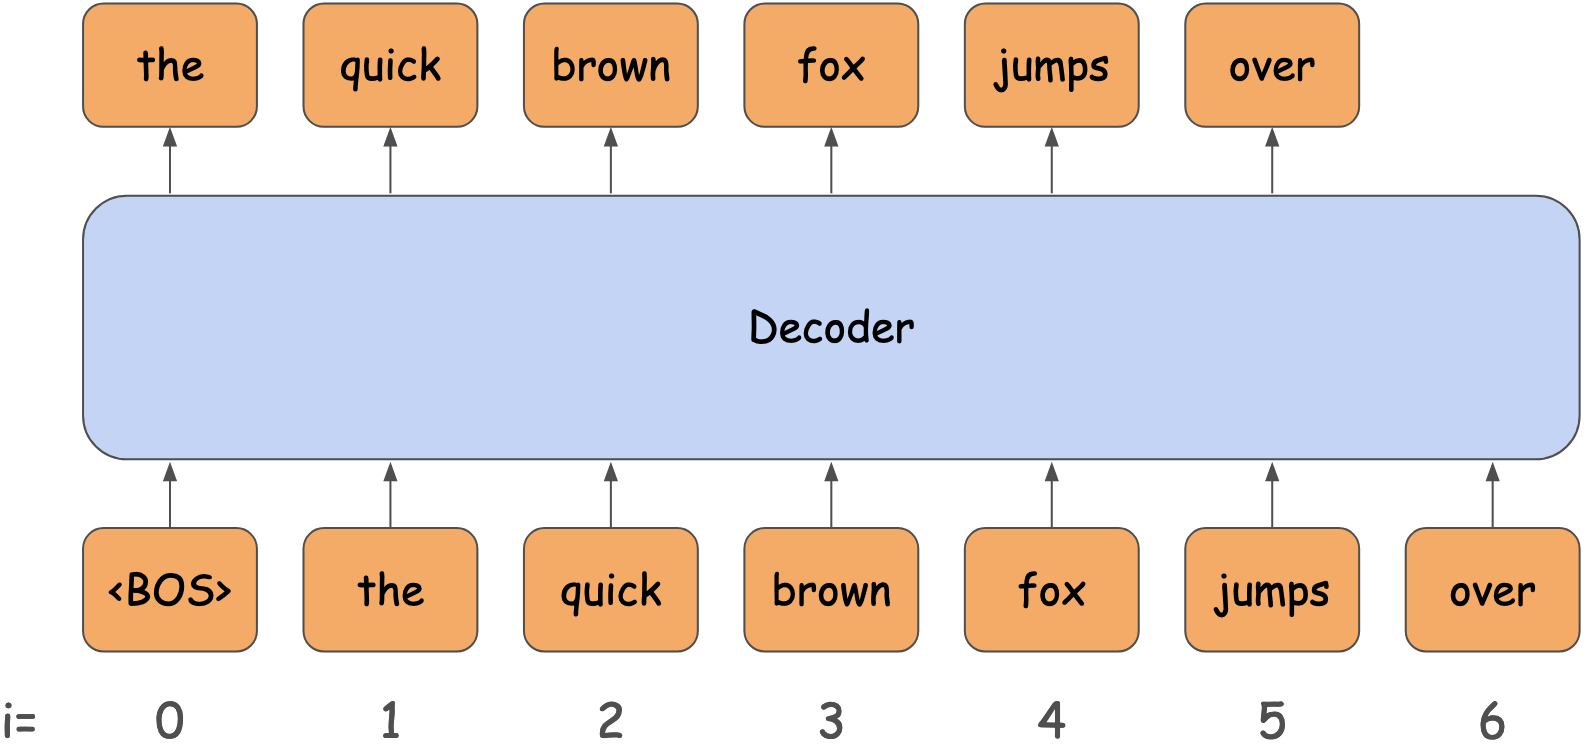 the quick brown fox jumps over
Decoder
<BOS> the quick brown fox jumps over
i= 0 1 2 3 4 5 6